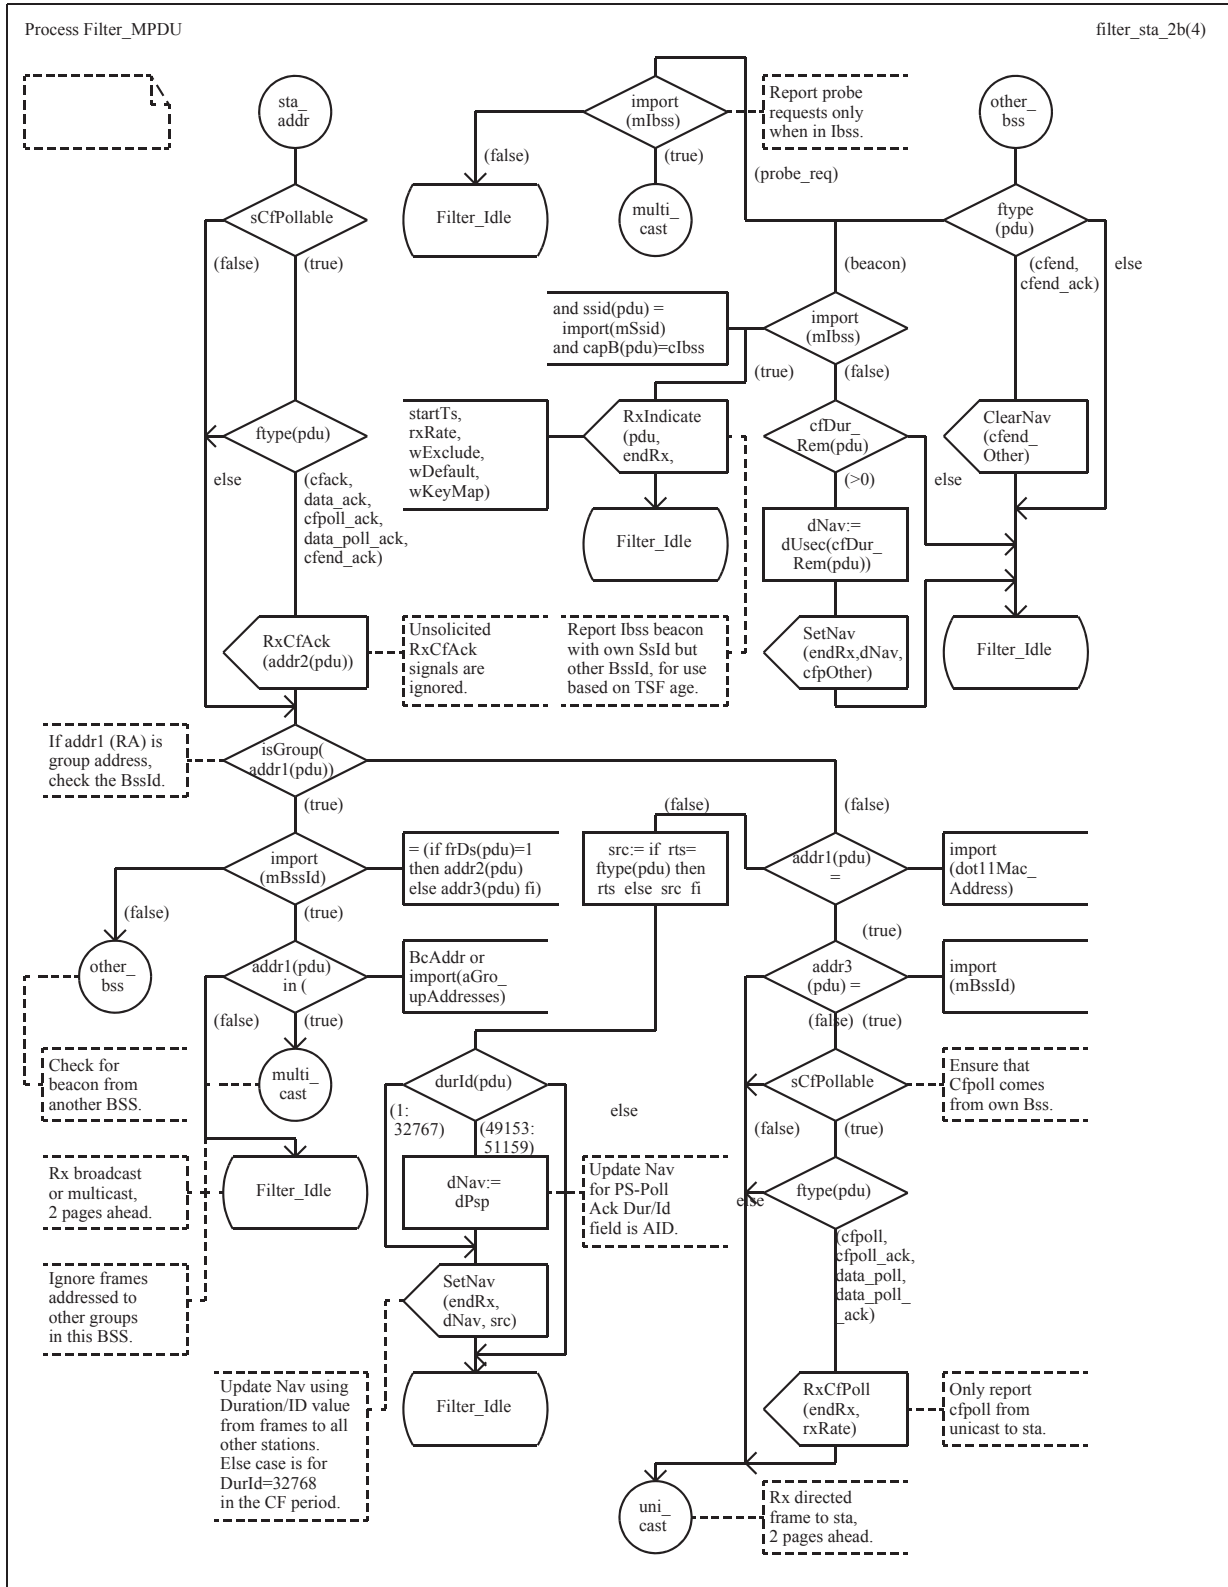 Process Filter_MPDU
filter_sta_2b(4)
sta_
addr
import
(mIbss)
Report probe
requests only
when in Ibss.
other_
bss
(false)
(true)
(probe_req)
sCfPollable
Filter_Idle
multi_
cast
ftype
(pdu)
(false)
(true)
(beacon)
(cfend,
cfend_ack)
else
and ssid(pdu) =
import(mSsid)
and capB(pdu)=cIbss
import
(mIbss)
(true)
(false)
ftype(pdu)
startTs,
rxRate,
wExclude,
wDefault,
wKeyMap)
RxIndicate
(pdu,
endRx,
cfDur_
Rem(pdu)
ClearNav
(cfend_
Other)
else
(cfack,
data_ack,
cfpoll_ack,
data_poll_ack,
cfend_ack)
(>0)
else
Filter_Idle
dNav:=
dUsec(cfDur_
Rem(pdu))
RxCfAck
(addr2(pdu))
Unsolicited
RxCfAck
signals are
ignored.
Report Ibss beacon
with own SsId but
other BssId, for use
based on TSF age.
SetNav
(endRx,dNav,
cfpOther)
Filter_Idle
If addr1 (RA) is
group address,
check the BssId.
isGroup(
addr1(pdu))
(true)
(false)
(false)
import
(mBssId)
= (if frDs(pdu)=1
then addr2(pdu)
else addr3(pdu) fi)
src:= if rts=
ftype(pdu) then
rts else src fi
addr1(pdu)
=
import
(dot11Mac_
Address)
(false)
(true)
(true)
other_
bss
addr1(pdu)
in (
BcAddr or
import(aGro_
upAddresses)
addr3
(pdu) =
import
(mBssId)
(false)
(true)
(false)
(true)
Check for
beacon from
another BSS.
multi_
cast
durId(pdu)
sCfPollable
Ensure that
Cfpoll comes
from own Bss.
(1:
32767)
(49153:
51159)
else
(false)
(true)
Rx broadcast
or multicast,
2 pages ahead.
Filter_Idle
dNav:=
dPsp
Update Nav
for PS-Poll
Ack Dur/Id
field is AID.
else
ftype(pdu)
(cfpoll,
cfpoll_ack,
data_poll,
data_poll_
_ack)
Ignore frames
addressed to
other groups
in this BSS.
SetNav
(endRx,
dNav, src)
Update Nav using
Duration/ID value
from frames to all
other stations.
Else case is for
DurId=32768
in the CF period.
Filter_Idle
RxCfPoll
(endRx,
rxRate)
Only report
cfpoll from
unicast to sta.
uni_
cast
Rx directed
frame to sta,
2 pages ahead.